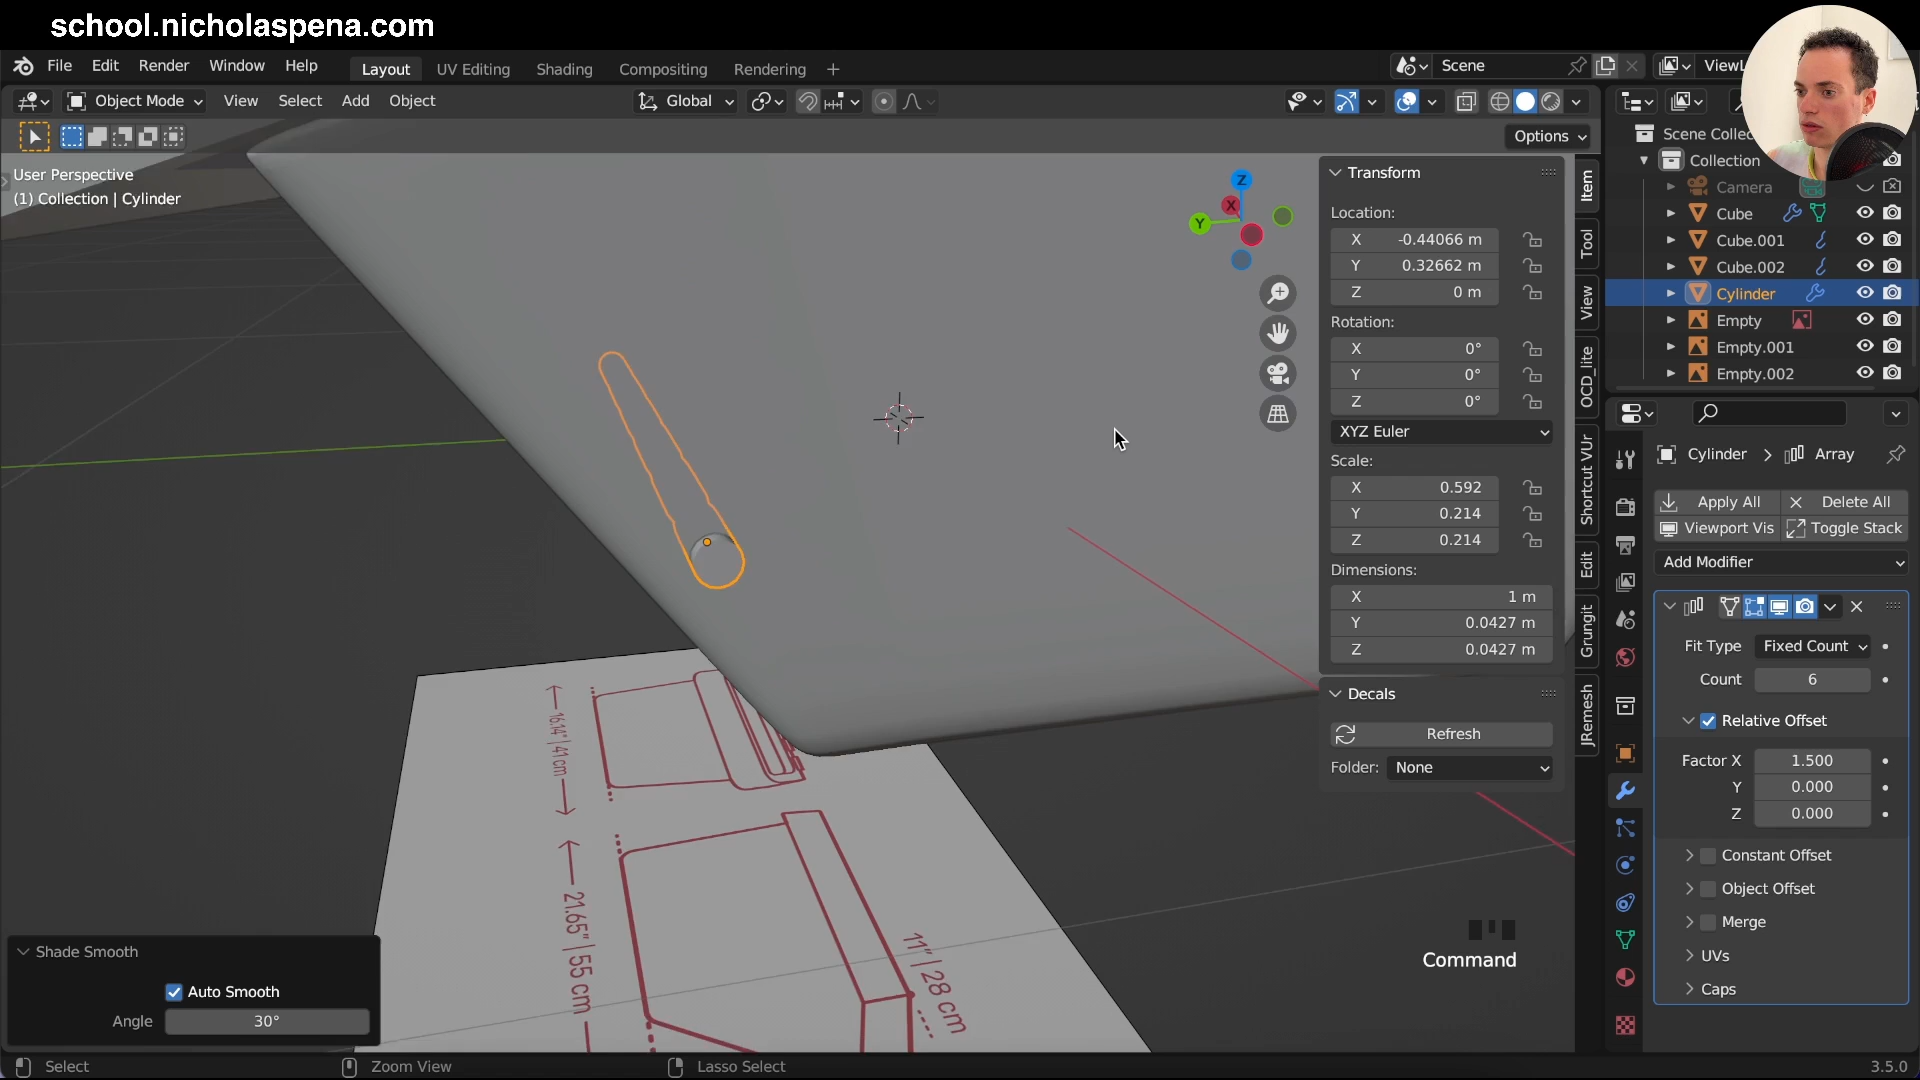 school.nicholaspena.com
File Edit Render Window Help Layout UV Editing Shading Compositing Rendering + Scene ViewL
Object Mode View Select Add Object Global
Options
User Perspective
(1) Collection | Cylinder
Z
X
Y
Transform
Location:
X -0.44066 m
Y 0.32662 m
Z 0 m
Rotation:
X 0°
Y 0°
Z 0°
XYZ Euler
Scale:
X 0.592
Y 0.214
Z 0.214
Dimensions:
X 1 m
Y 0.0427 m
Z 0.0427 m
Decals
Refresh
Folder: None
Item
Tool
View
OCD_lite
Shortcut VUr
Edit
Grungit
JRemesh
Scene Collec
Collection
Camera
Cube
Cube.001
Cube.002
Cylinder
Empty
Empty.001
Empty.002
Cylinder > Array
Apply All Delete All
Viewport Vis Toggle Stack
Add Modifier
Fit Type Fixed Count
Count 6
Relative Offset
Factor X 1.500
Y 0.000
Z 0.000
Constant Offset
Object Offset
Merge
UVs
Caps
16.14" | 41 cm
21.65" | 55 cm
11" | 28 cm
Command
Shade Smooth
Auto Smooth
Angle 30°
Select Zoom View Lasso Select 3.5.0